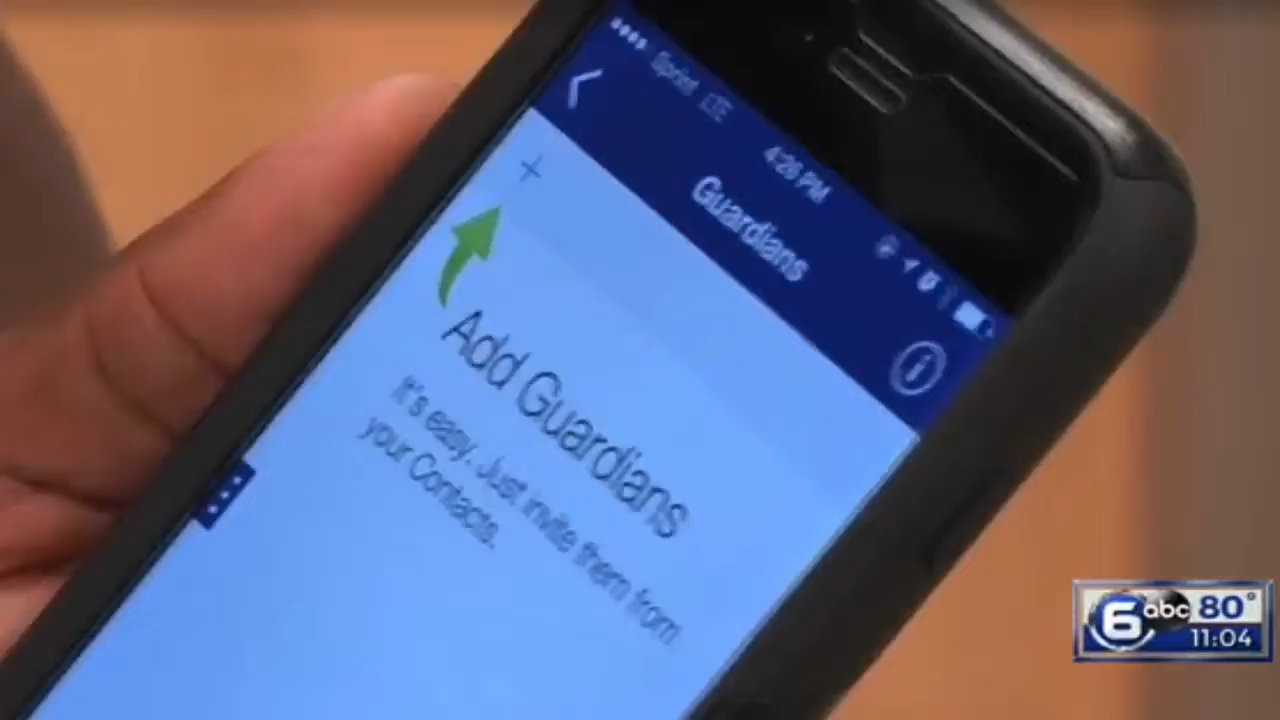 Sprint LTE
4:26 PM
Guardians
+
Add Guardians
It's easy. Just invite them from
your Contacts.
6 abc 80°
11:04